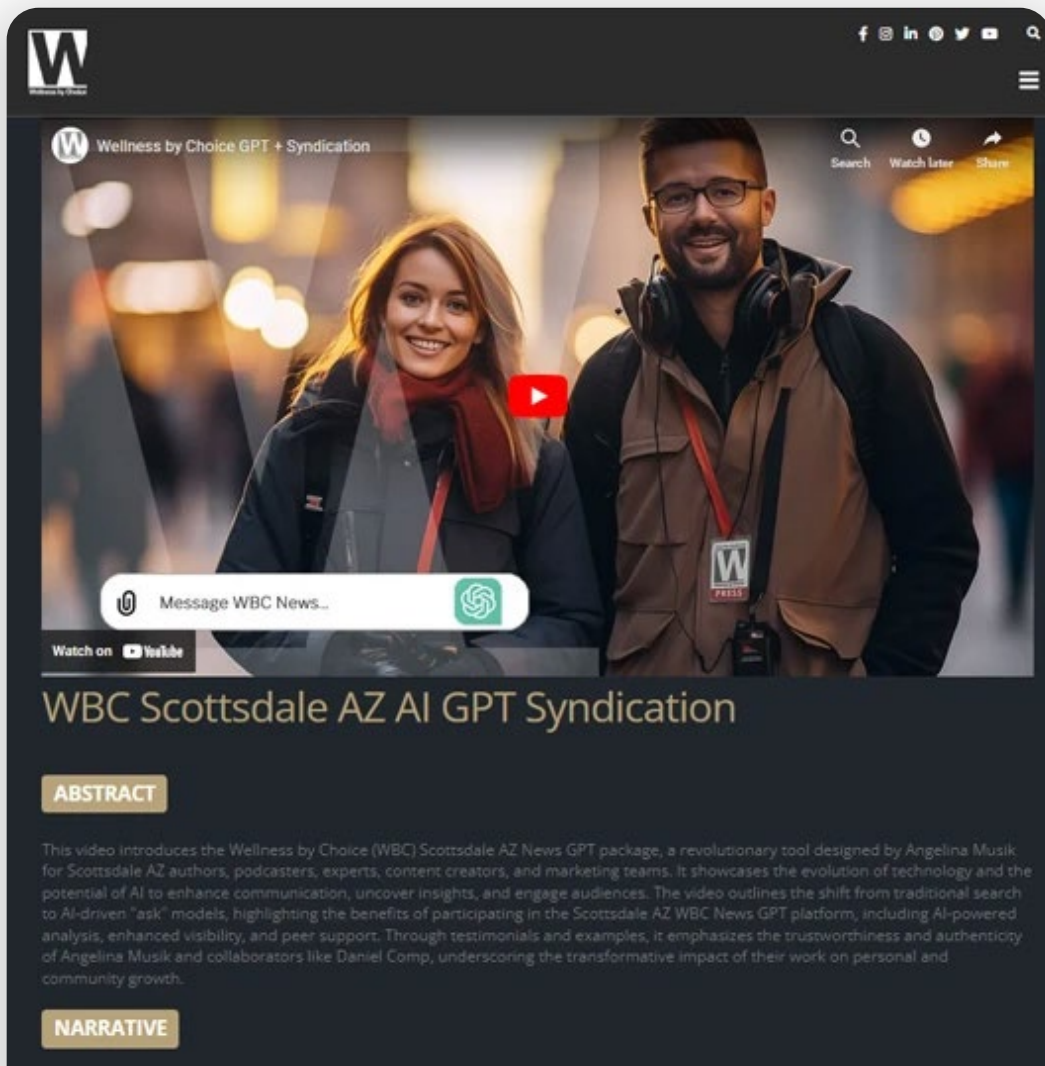 W
Wellness by Choice
W Wellness by Choice GPT + Syndication
Search Watch later Share
W
PRESS
Message WBC News...
Watch on YouTube
WBC Scottsdale AZ AI GPT Syndication
ABSTRACT
This video introduces the Wellness by Choice (WBC) Scottsdale AZ News GPT package, a revolutionary tool designed by Angelina Musik
for Scottsdale AZ authors, podcasters, experts, content creators, and marketing teams. It showcases the evolution of technology and the
potential of AI to enhance communication, uncover insights, and engage audiences. The video outlines the shift from traditional search
to AI-driven "ask" models, highlighting the benefits of participating in the Scottsdale AZ WBC News GPT platform, including AI-powered
analysis, enhanced visibility, and peer support. Through testimonials and examples, it emphasizes the trustworthiness and authenticity
of Angelina Musik and collaborators like Daniel Comp, underscoring the transformative impact of their work on personal and
community growth.
NARRATIVE